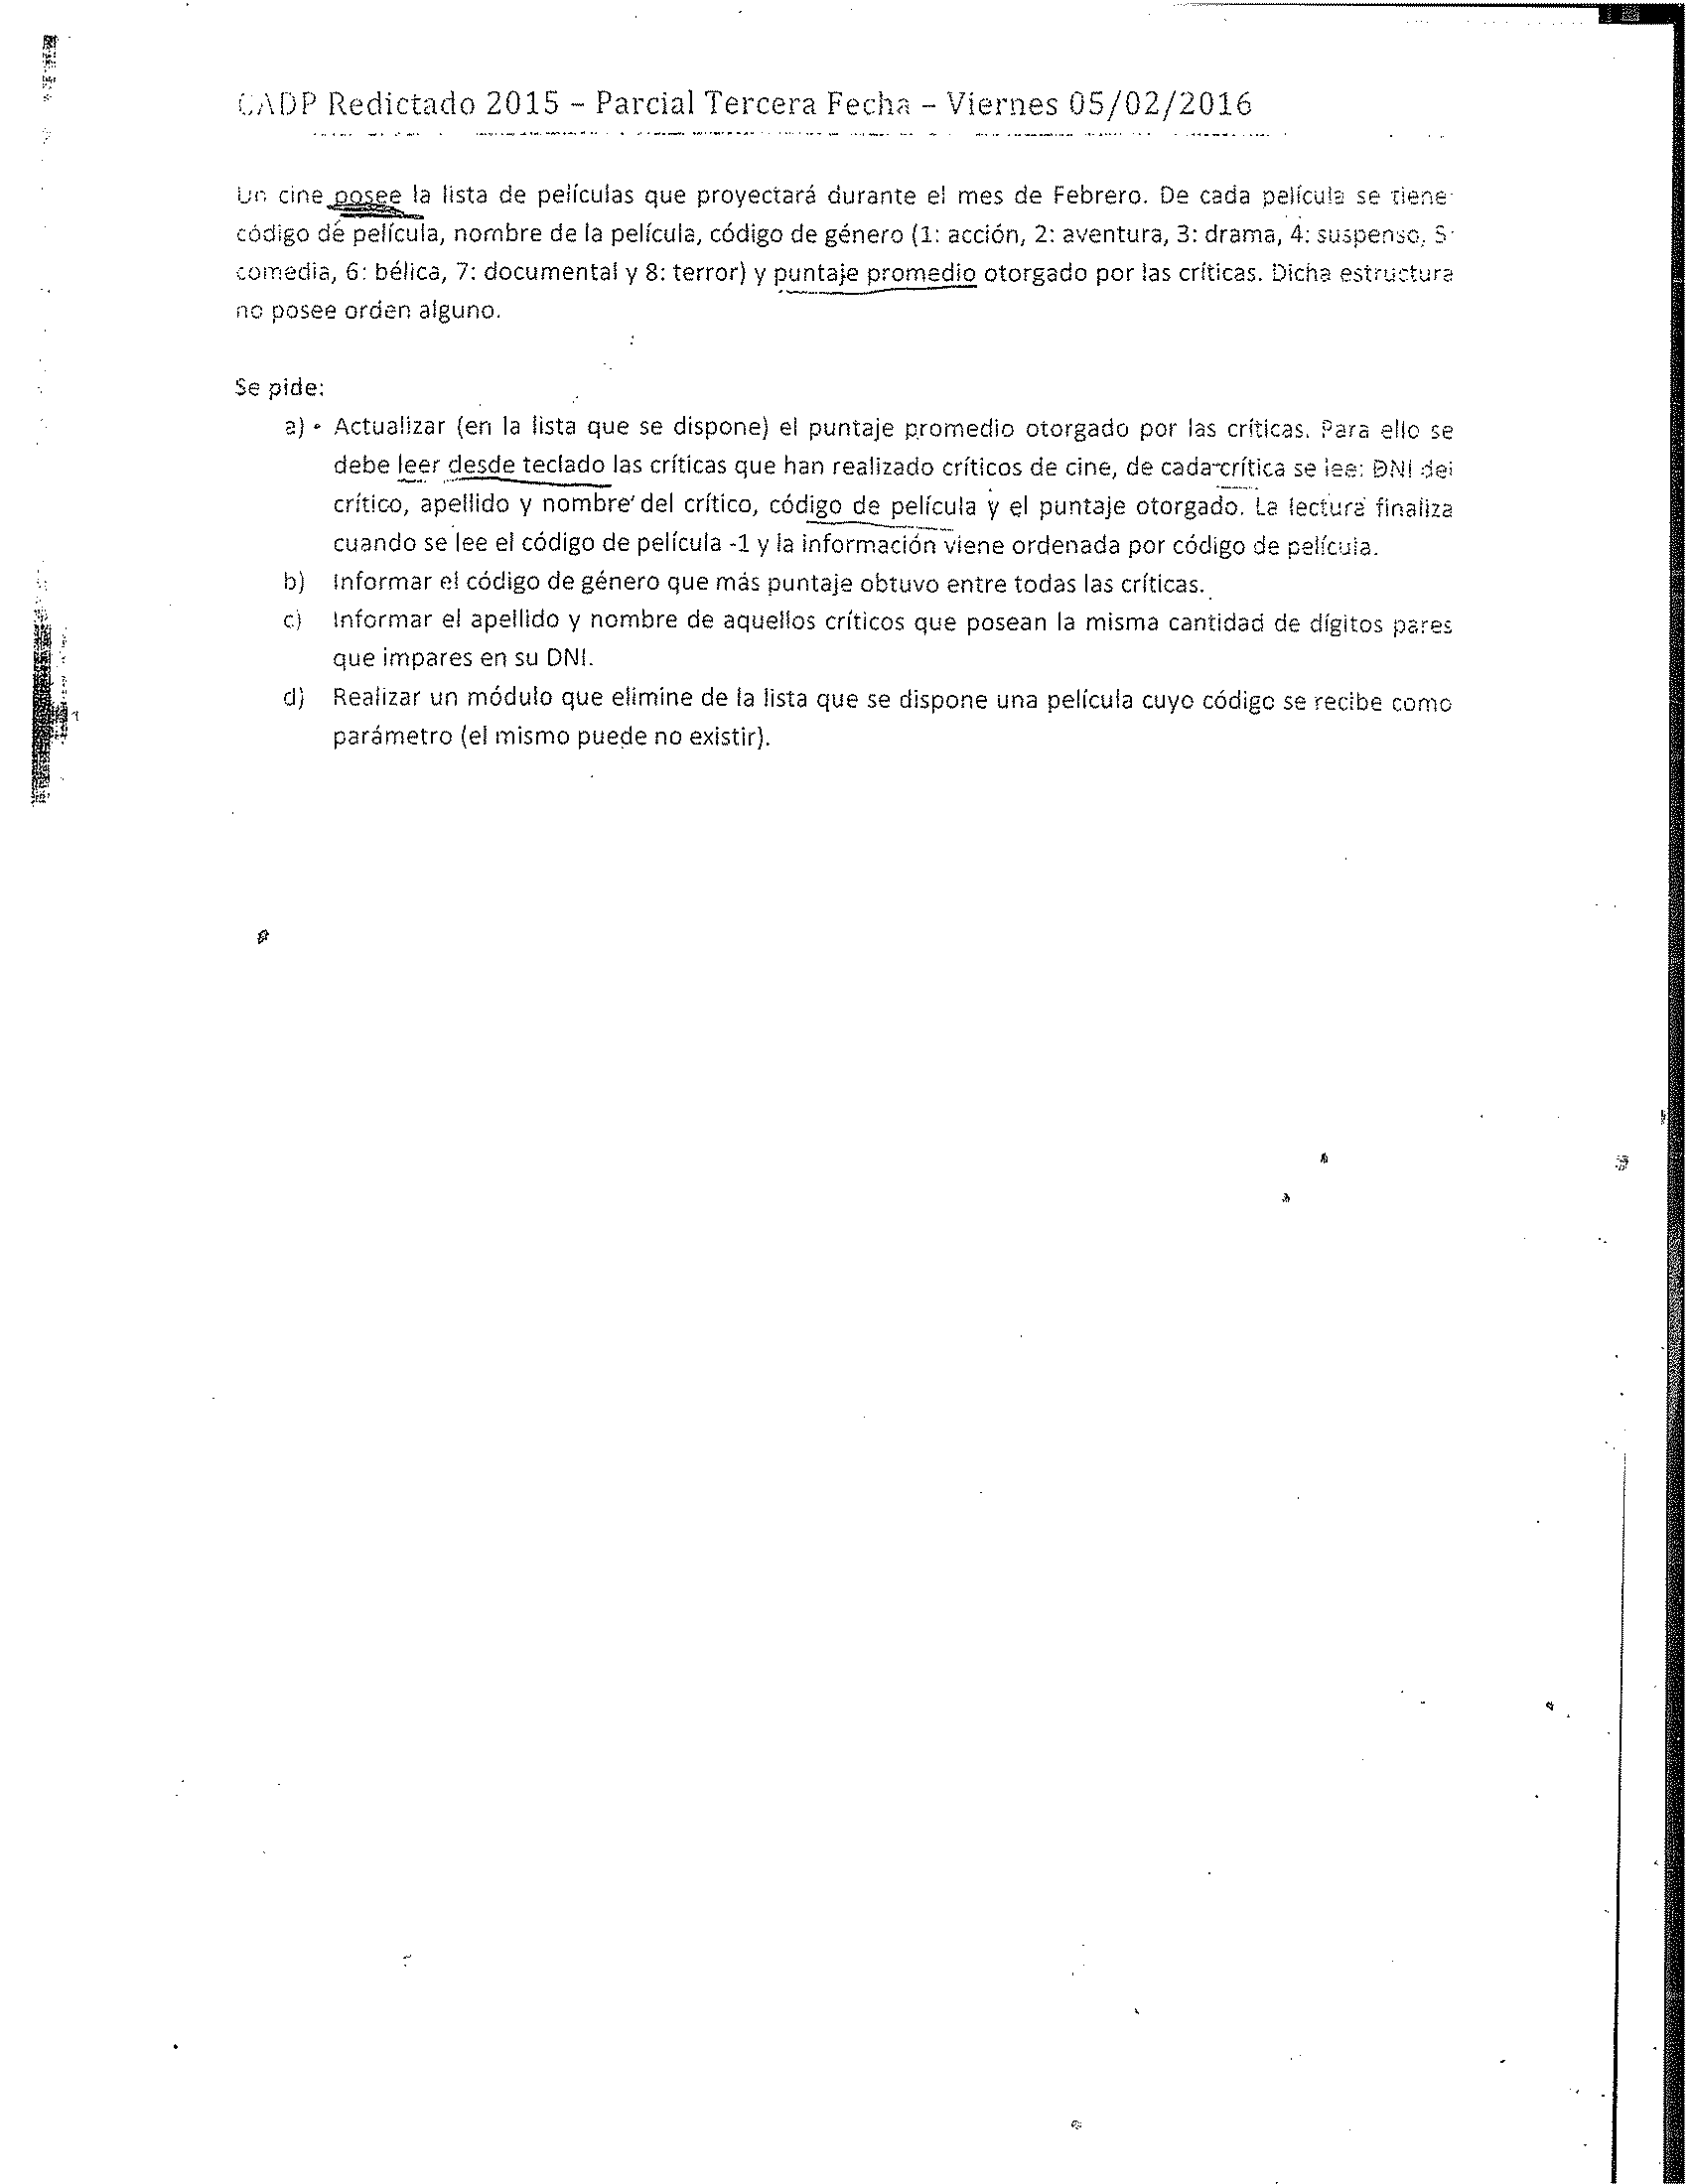 CADP Redictado 2015 – Parcial Tercera Fecha – Viernes 05/02/2016
Un cine posee la lista de películas que proyectará durante el mes de Febrero. De cada película se tiene:
código de película, nombre de la película, código de género (1: acción, 2: aventura, 3: drama, 4: suspenso, 5:
comedia, 6: bélica, 7: documental y 8: terror) y puntaje promedio otorgado por las críticas. Dicha estructura
no posee orden alguno.
Se pide:
a) Actualizar (en la lista que se dispone) el puntaje promedio otorgado por las críticas. Para ello se
debe leer desde teclado las críticas que han realizado críticos de cine, de cada crítica se lee: DNI del
crítico, apellido y nombre del crítico, código de película y el puntaje otorgado. La lectura finaliza
cuando se lee el código de película -1 y la información viene ordenada por código de película.
b) Informar el código de género que más puntaje obtuvo entre todas las críticas.
c) Informar el apellido y nombre de aquellos críticos que posean la misma cantidad de dígitos pares
que impares en su DNI.
d) Realizar un módulo que elimine de la lista que se dispone una película cuyo código se recibe como
parámetro (el mismo puede no existir).